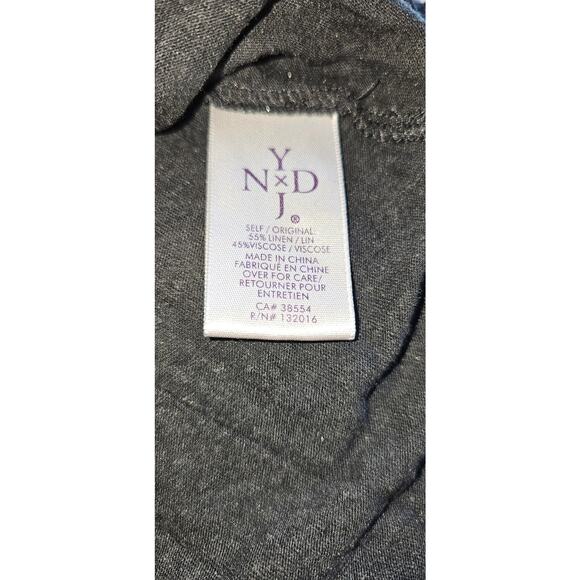 Y
N×D
J®
SELF / ORIGINAL
55% LINEN / LIN
45%VISCOSE / VISCOSE
MADE IN CHINA
FABRIQUÉ EN CHINE
OVER FOR CARE/
RETOURNER POUR
ENTRETIEN
CA# 38554
R/N# 132016